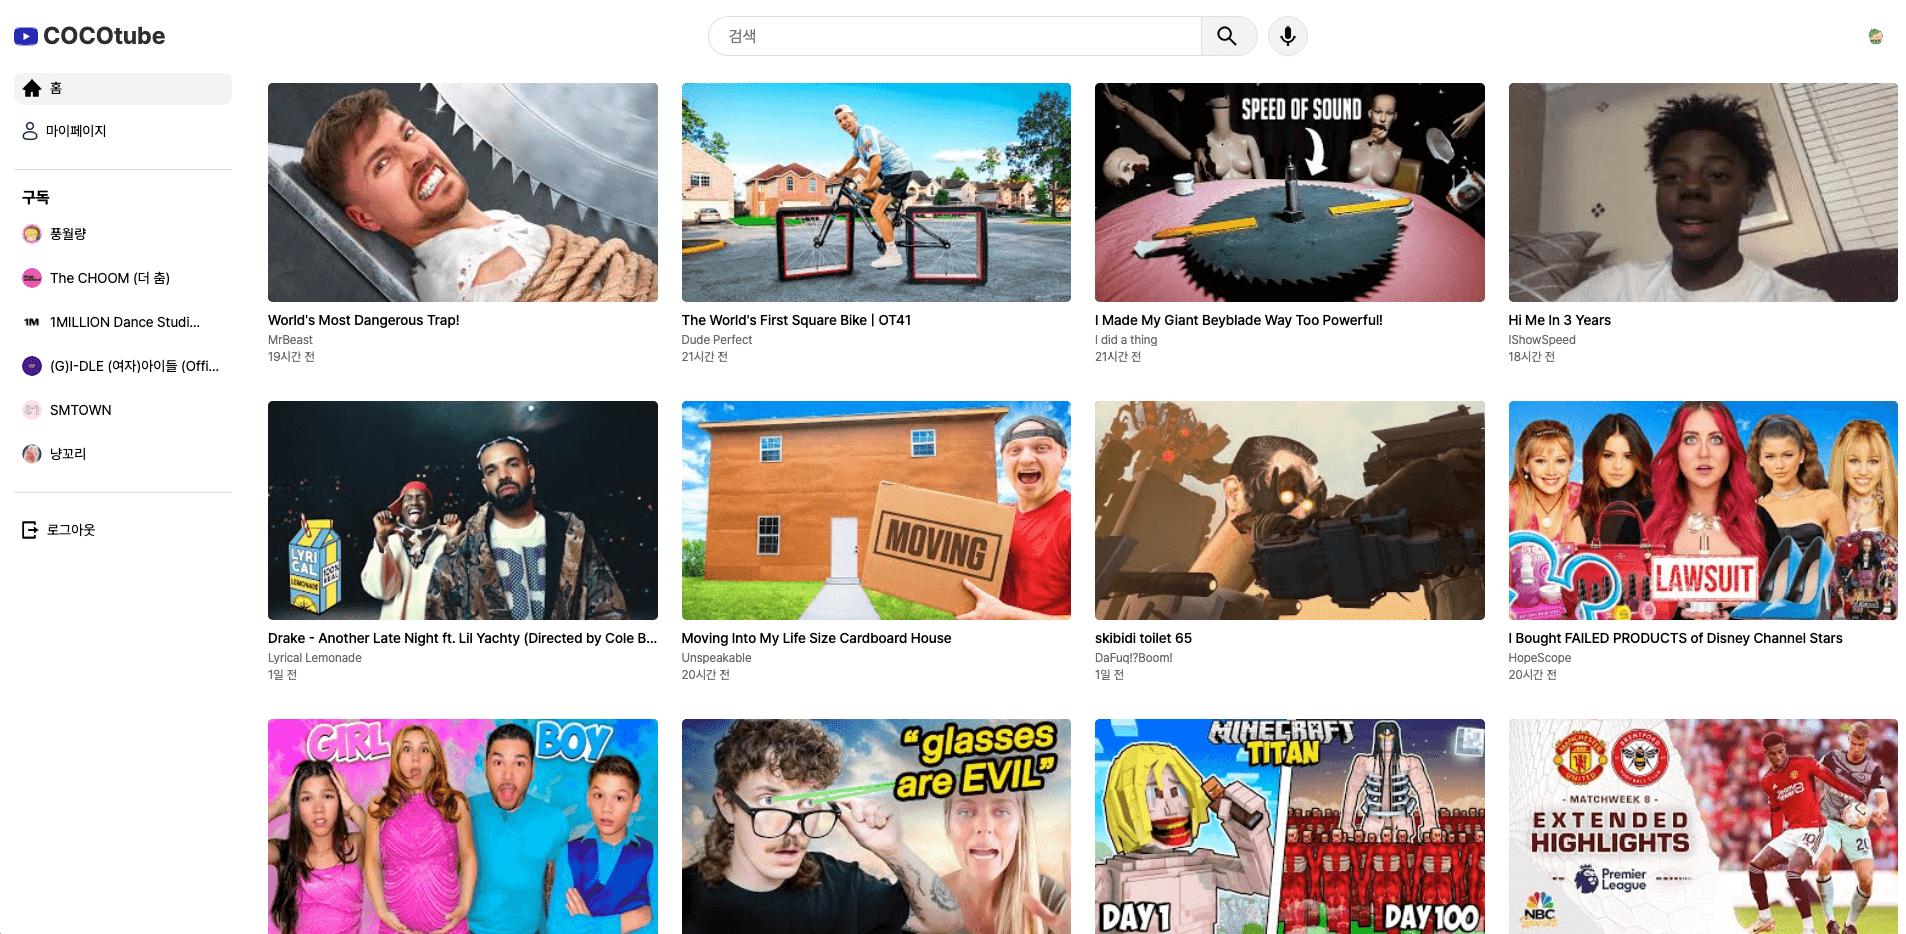 COCOtube
검색
홈
마이페이지
구독
풍월량
The CHOOM (더 춤)
1MILLION Dance Studi...
(G)I-DLE (여자)아이들 (Offi...
SMTOWN
냥꼬리
로그아웃
SPEED OF SOUND
World's Most Dangerous Trap!
MrBeast
19시간 전
The World's First Square Bike | OT41
Dude Perfect
21시간 전
I Made My Giant Beyblade Way Too Powerful!
I did a thing
21시간 전
Hi Me In 3 Years
IShowSpeed
18시간 전
LYRI
CAL
LEMONADE
100%
REAL
MOVING
LAWSUIT
Drake - Another Late Night ft. Lil Yachty (Directed by Cole B...
Lyrical Lemonade
1일 전
Moving Into My Life Size Cardboard House
Unspeakable
20시간 전
skibidi toilet 65
DaFuq!?Boom!
1일 전
I Bought FAILED PRODUCTS of Disney Channel Stars
HopeScope
20시간 전
GIRL
BOY
"glasses
are EVIL"
MINECRAFT
TITAN
DAY 1
DAY 100
MANCHESTER
UNITED
BRENTFORD
- MATCHWEEK 8 -
EXTENDED
HIGHLIGHTS
Premier
League
NBC
Sports